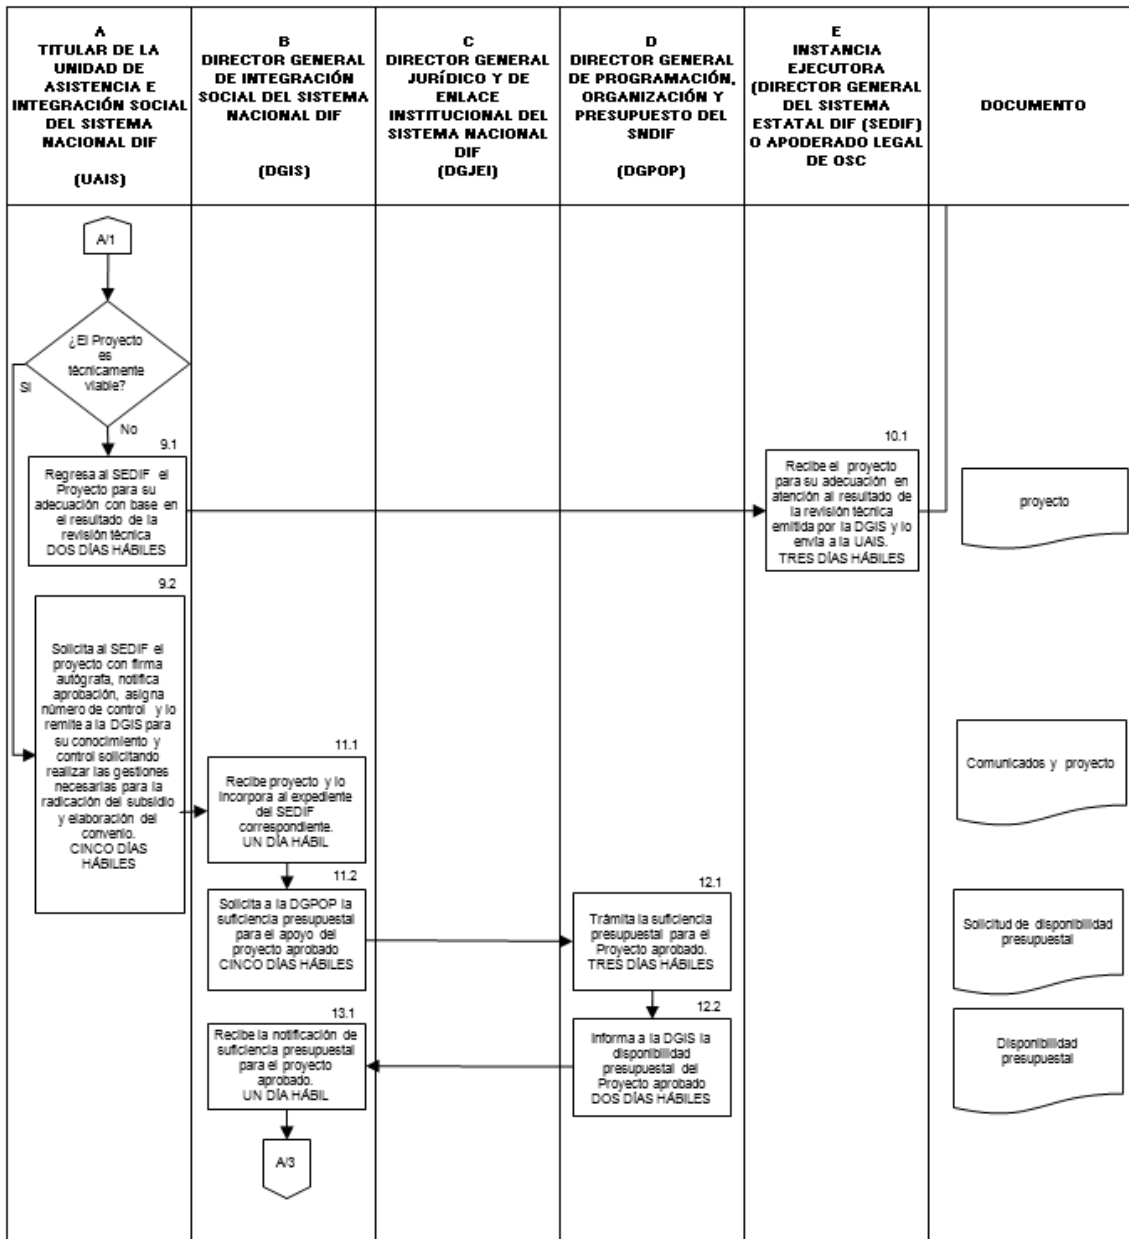 A
TITULAR DE LA
UNIDAD DE
ASISTENCIA E
INTEGRACIÓN SOCIAL
DEL SISTEMA
NACIONAL DIF
(UAIS)
B
DIRECTOR GENERAL
DE INTEGRACIÓN
SOCIAL DEL SISTEMA
NACIONAL DIF
(DGIS)
C
DIRECTOR GENERAL
JURÍDICO Y DE
ENLACE
INSTITUCIONAL DEL
SISTEMA NACIONAL
DIF
(DGJEI)
D
DIRECTOR GENERAL
DE PROGRAMACIÓN,
ORGANIZACIÓN Y
PRESUPUESTO DEL
SNDIF
(DGPOP)
E
INSTANCIA
EJECUTORA
(DIRECTOR GENERAL
DEL SISTEMA
ESTATAL DIF (SEDIF)
O APODERADO LEGAL
DE OSC
DOCUMENTO
A/1
¿El Proyecto
es
técnicamente
viable?
SI
No
9.1
Regresa al SEDIF el
Proyecto para su
adecuación con base en
el resultado de la
revisión técnica
DOS DÍAS HÁBILES
10.1
Recibe el proyecto
para su adecuación en
atención al resultado de
la revisión técnica
emitida por la DGIS y lo
envía a la UAIS.
TRES DÍAS HÁBILES
proyecto
9.2
Solicita al SEDIF el
proyecto con firma
autógrafa, notifica
aprobación, asigna
número de control y lo
remite a la DGIS para
su conocimiento y
control solicitando
realizar las gestiones
necesarias para la
radicación del subsidio
y elaboración del
convenio.
CINCO DÍAS
HÁBILES
11.1
Recibe proyecto y lo
incorpora al expediente
del SEDIF
correspondiente.
UN DÍA HÁBIL
Comunicados y proyecto
11.2
Solicita a la DGPOP la
suficiencia presupuestal
para el apoyo del
proyecto aprobado
CINCO DÍAS HÁBILES
12.1
Trámita la suficiencia
presupuestal para el
Proyecto aprobado.
TRES DÍAS HÁBILES
Solicitud de disponibilidad
presupuestal
13.1
Recibe la notificación de
suficiencia presupuestal
para el proyecto
aprobado.
UN DÍA HÁBIL
12.2
Informa a la DGIS la
disponibilidad
presupuestal del
Proyecto aprobado
DOS DÍAS HÁBILES
Disponibilidad
presupuestal
A/3